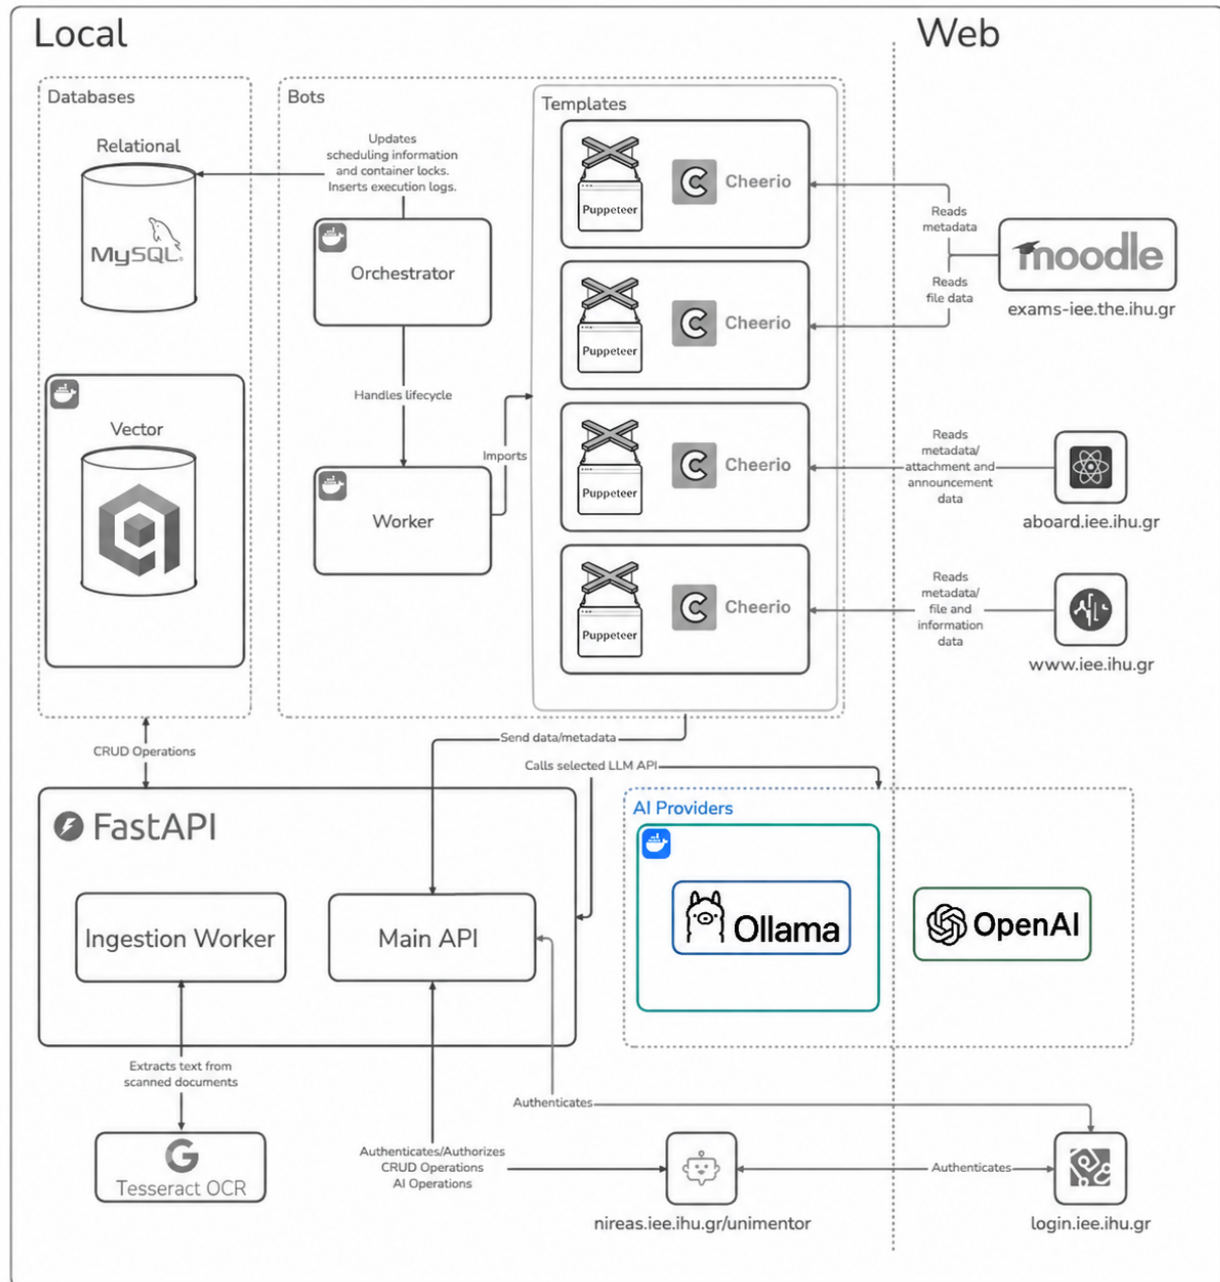 Local
Web
Databases
Relational
MySQL®
Vector
Bots
Updates
scheduling information
and container locks.
Inserts execution logs.
Orchestrator
Handles lifecycle
Worker
Imports
Templates
Puppeteer
Cheerio
Puppeteer
Cheerio
Puppeteer
Cheerio
Puppeteer
Cheerio
Reads
metadata
Reads
file data
moodle
exams-iee.the.ihu.gr
Reads
metadata/
attachment and
announcement
data
aboard.iee.ihu.gr
Reads
metadata/
file and
information
data
www.iee.ihu.gr
CRUD Operations
Send data/metadata
Calls selected LLM API
FastAPI
Ingestion Worker
Main API
AI Providers
Ollama
OpenAI
Extracts text from
scanned documents
Tesseract OCR
Authenticates
Authenticates/Authorizes
CRUD Operations
AI Operations
nireas.iee.ihu.gr/unimentor
Authenticates
login.iee.ihu.gr